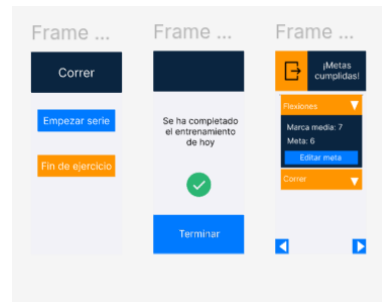 Frame ...
Correr
Empezar serie
Fin de ejercicio
Frame ...
Se ha completado
el entrenamiento
de hoy
Terminar
Frame ...
¡Metas
cumplidas!
Flexiones
Marca media: 7
Meta: 6
Editar meta
Correr